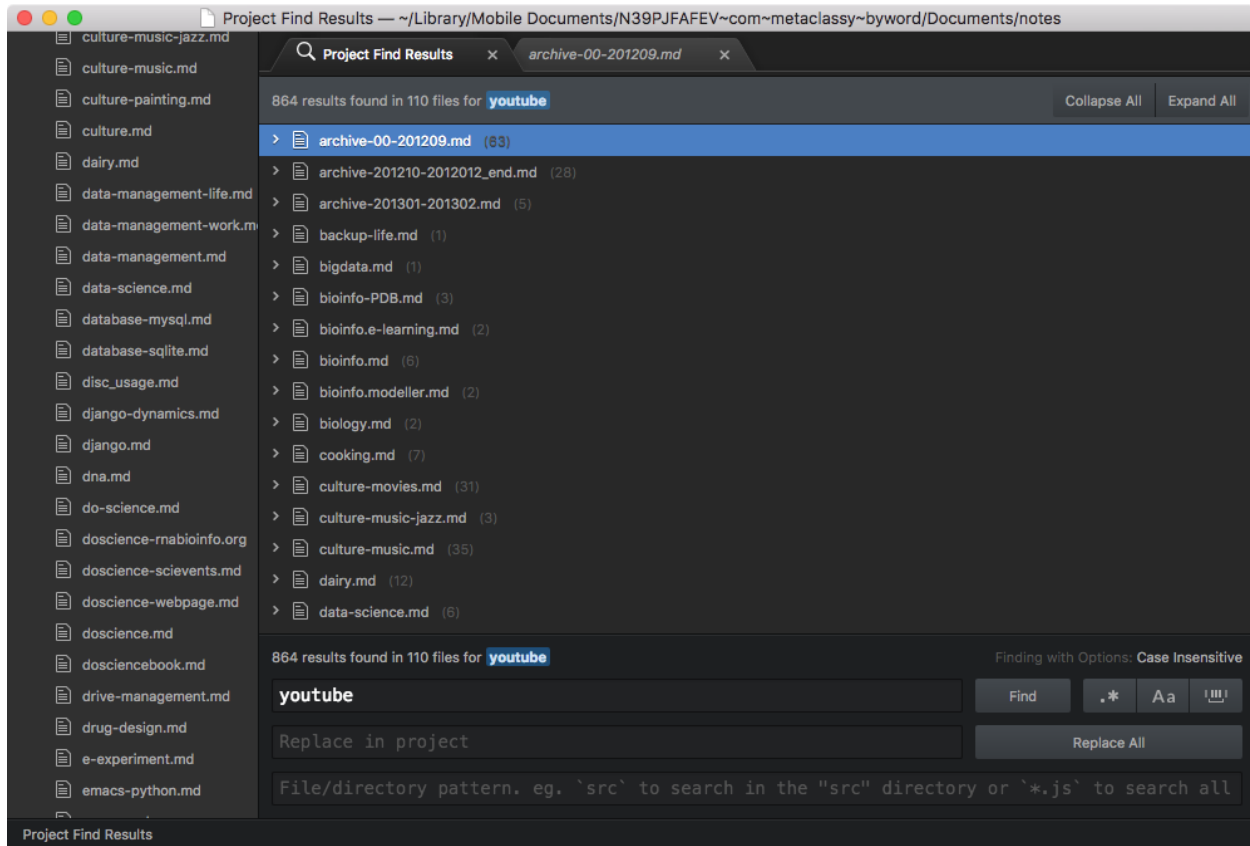 Project Find Results — ~/Library/Mobile Documents/N39PJFAFEV~com~metaclassy~byword/Documents/notes
culture-music-jazz.md
culture-music.md
culture-painting.md
culture.md
dairy.md
data-management-life.md
data-management-work.m
data-management.md
data-science.md
database-mysql.md
database-sqlite.md
disc_usage.md
django-dynamics.md
django.md
dna.md
do-science.md
doscience-rnabioinfo.org
doscience-scievents.md
doscience-webpage.md
doscience.md
dosciencebook.md
drive-management.md
drug-design.md
e-experiment.md
emacs-python.md
Project Find Results × archive-00-201209.md ×
864 results found in 110 files for youtube Collapse All Expand All
archive-00-201209.md (63)
archive-201210-2012012_end.md (28)
archive-201301-201302.md (5)
backup-life.md (1)
bigdata.md (1)
bioinfo-PDB.md (3)
bioinfo.e-learning.md (2)
bioinfo.md (6)
bioinfo.modeller.md (2)
biology.md (2)
cooking.md (7)
culture-movies.md (31)
culture-music-jazz.md (3)
culture-music.md (35)
dairy.md (12)
data-science.md (6)
864 results found in 110 files for youtube Finding with Options: Case Insensitive
youtube Find .* Aa
Replace in project Replace All
File/directory pattern. eg. `src` to search in the "src" directory or `*.js` to search all
Project Find Results